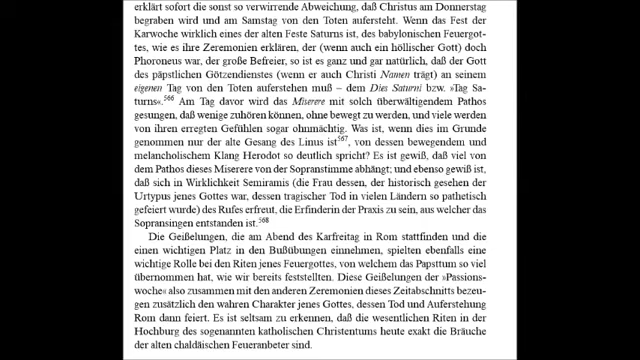 erklärt sofort die sonst so verwirrende Abweichung, daß Christus am Donnerstag
begraben wird und am Samstag von den Toten aufersteht. Wenn das Fest der
Karwoche wirklich eines der alten Feste Saturns ist, des babylonischen Feuergot-
tes, wie es ihre Zeremonien erklären, der (wenn auch ein höllischer Gott) doch
Phoroneus war, der große Befreier, so ist es ganz und gar natürlich, daß der Gott
des päpstlichen Götzendienstes (wenn er auch Christi Namen trägt) an seinem
eigenen Tag von den Toten auferstehen muß – dem Dies Saturni bzw. »Tag Sa-
turns«.566 Am Tag davor wird das Miserere mit solch überwältigendem Pathos
gesungen, daß wenige zuhören können, ohne bewegt zu werden, und viele werden
von ihren erregten Gefühlen sogar ohnmächtig. Was ist, wenn dies im Grunde
genommen nur der alte Gesang des Linus ist567, von dessen bewegendem und
melancholischem Klang Herodot so deutlich spricht? Es ist gewiß, daß viel von
dem Pathos dieses Miserere von der Sopranstimme abhängt; und ebenso gewiß ist,
daß sich in Wirklichkeit Semiramis (die Frau dessen, der historisch gesehen der
Urtypus jenes Gottes war, dessen tragischer Tod in vielen Ländern so pathetisch
gefeiert wurde) des Rufes erfreut, die Erfinderin der Praxis zu sein, aus welcher das
Sopransingen entstanden ist.568
Die Geißelungen, die am Abend des Karfreitag in Rom stattfinden und die
einen wichtigen Platz in den Bußübungen einnehmen, spielten ebenfalls eine
wichtige Rolle bei den Riten jenes Feuergottes, von welchem das Papsttum so viel
übernommen hat, wie wir bereits feststellten. Diese Geißelungen der »Passions-
woche« also zusammen mit den anderen Zeremonien dieses Zeitabschnitts bezeu-
gen zusätzlich den wahren Charakter jenes Gottes, dessen Tod und Auferstehung
Rom dann feiert. Es ist seltsam zu erkennen, daß die wesentlichen Riten in der
Hochburg des sogenannten katholischen Christentums heute exakt die Bräuche
der alten chaldäischen Feueranbeter sind.